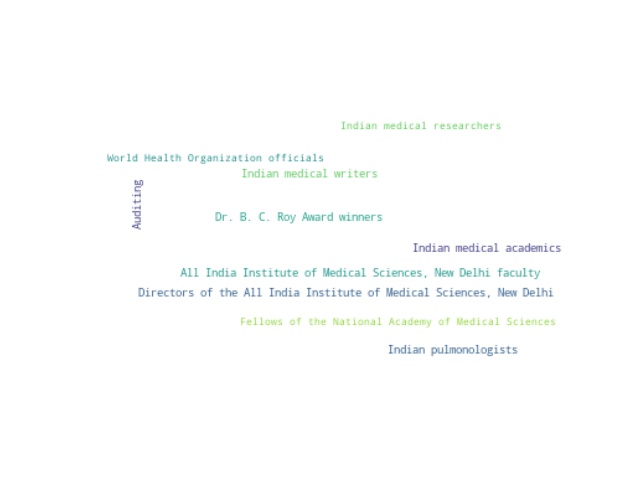 Indian medical researchers
World Health Organization officials
Indian medical writers
Auditing
Dr. B. C. Roy Award winners
Indian medical academics
All India Institute of Medical Sciences, New Delhi faculty
Directors of the All India Institute of Medical Sciences, New Delhi
Fellows of the National Academy of Medical Sciences
Indian pulmonologists